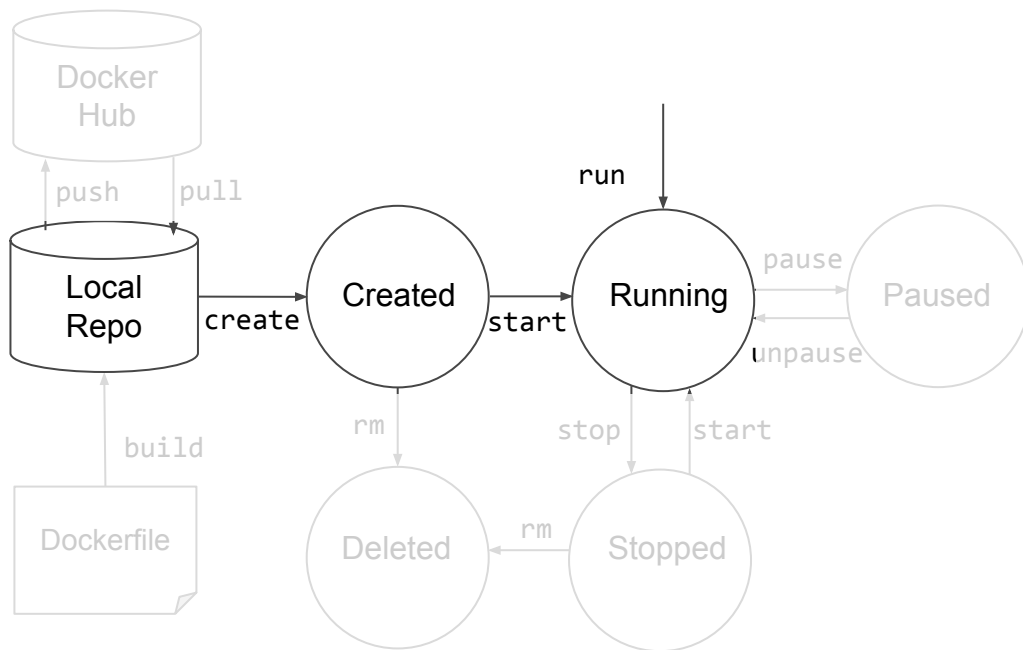 Docker
Hub
push
pull
run
Local
Repo
create
Created
start
Running
pause
unpause
Paused
rm
stop
start
build
Dockerfile
Deleted
rm
Stopped